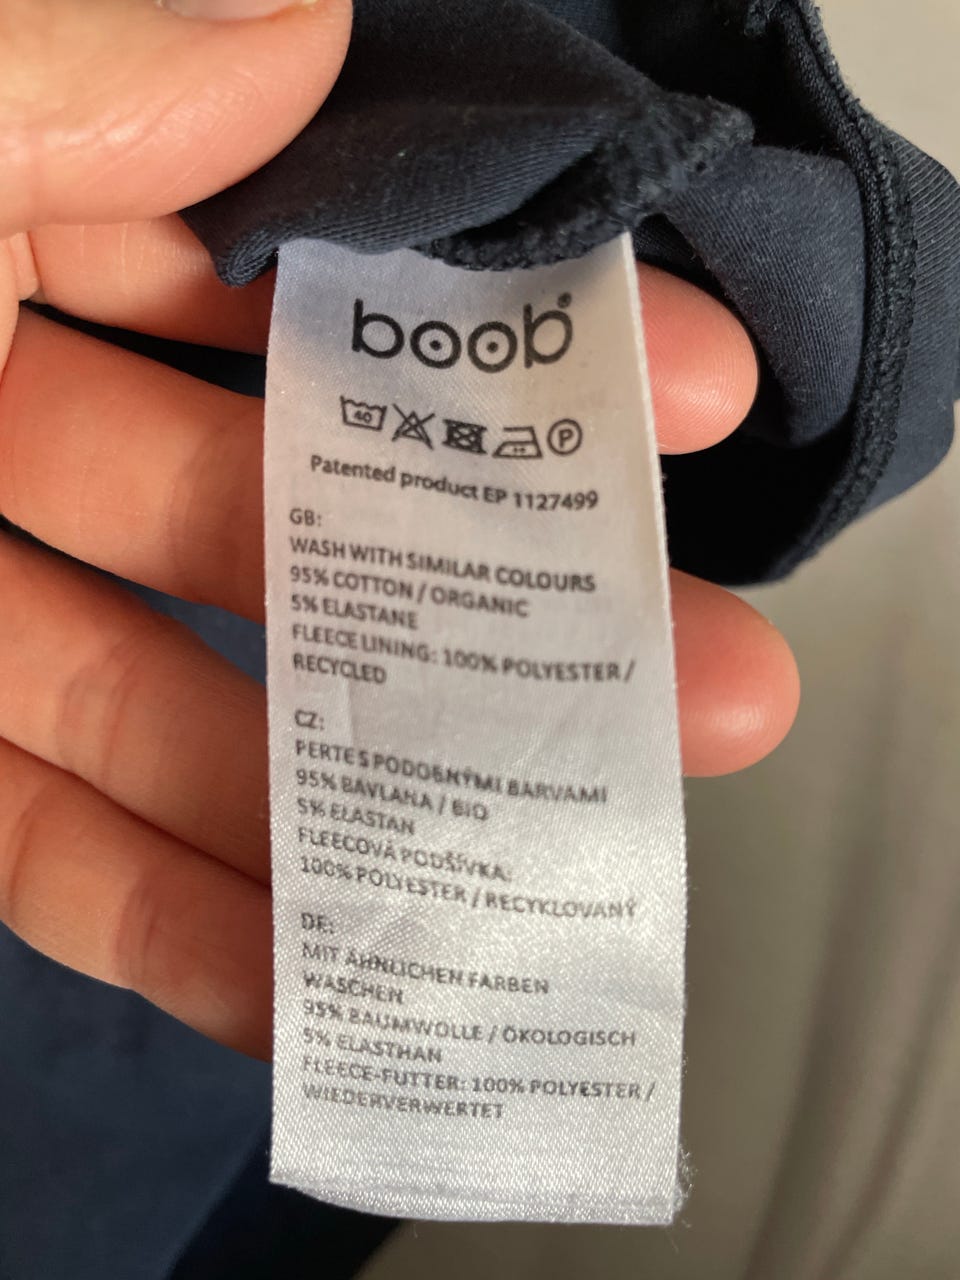 boob®
40 P
Patented product EP 1127499
GB:
WASH WITH SIMILAR COLOURS
95% COTTON / ORGANIC
5% ELASTANE
FLEECE LINING: 100% POLYESTER /
RECYCLED
CZ:
PERTE S PODOBNÝMI BARVAMI
95% BAVLNA / BIO
5% ELASTAN
FLEECOVÁ PODŠÍVKA:
100% POLYESTER / RECYKLOVANÝ
DE:
MIT ÄHNLICHEN FARBEN
WASCHEN
95% BAUMWOLLE / ÖKOLOGISCH
5% ELASTHAN
FLEECE-FUTTER: 100% POLYESTER /
WIEDERVERWERTET